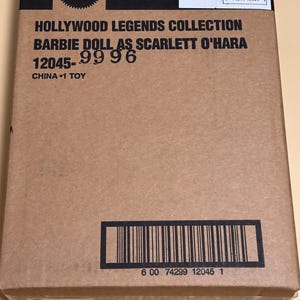 HOLLYWOOD LEGENDS COLLECTION
BARBIE DOLL AS SCARLETT O'HARA
12045-9996
CHINA •1 TOY
6 00 74299 12045 1